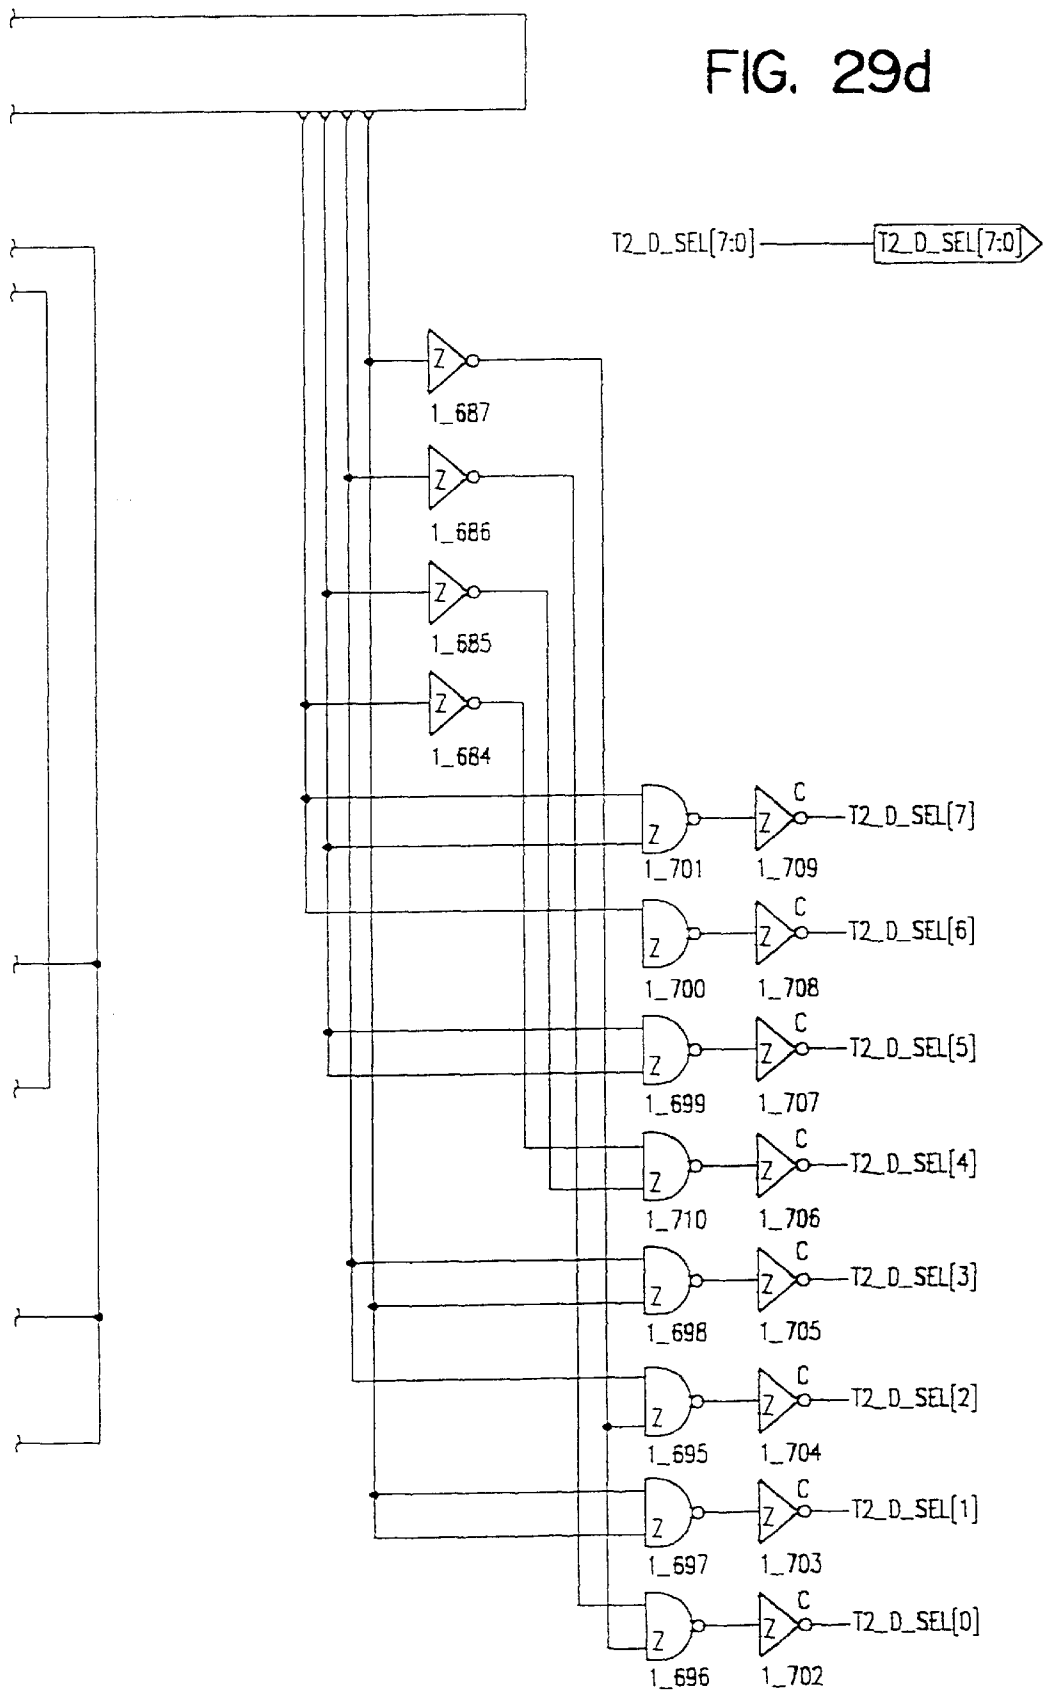 FIG. 29d
T2_D_SEL[7:0] T2_D_SEL[7:0]
Z
1_687
Z
1_686
Z
1_685
Z
1_684
Z Z C T2_D_SEL[7]
1_701 1_709
Z Z C T2_D_SEL[6]
1_700 1_708
Z Z C T2_D_SEL[5]
1_699 1_707
Z Z C T2_D_SEL[4]
1_710 1_706
Z Z C T2_D_SEL[3]
1_698 1_705
Z Z C T2_D_SEL[2]
1_695 1_704
Z Z C T2_D_SEL[1]
1_697 1_703
Z Z C T2_D_SEL[0]
1_696 1_702